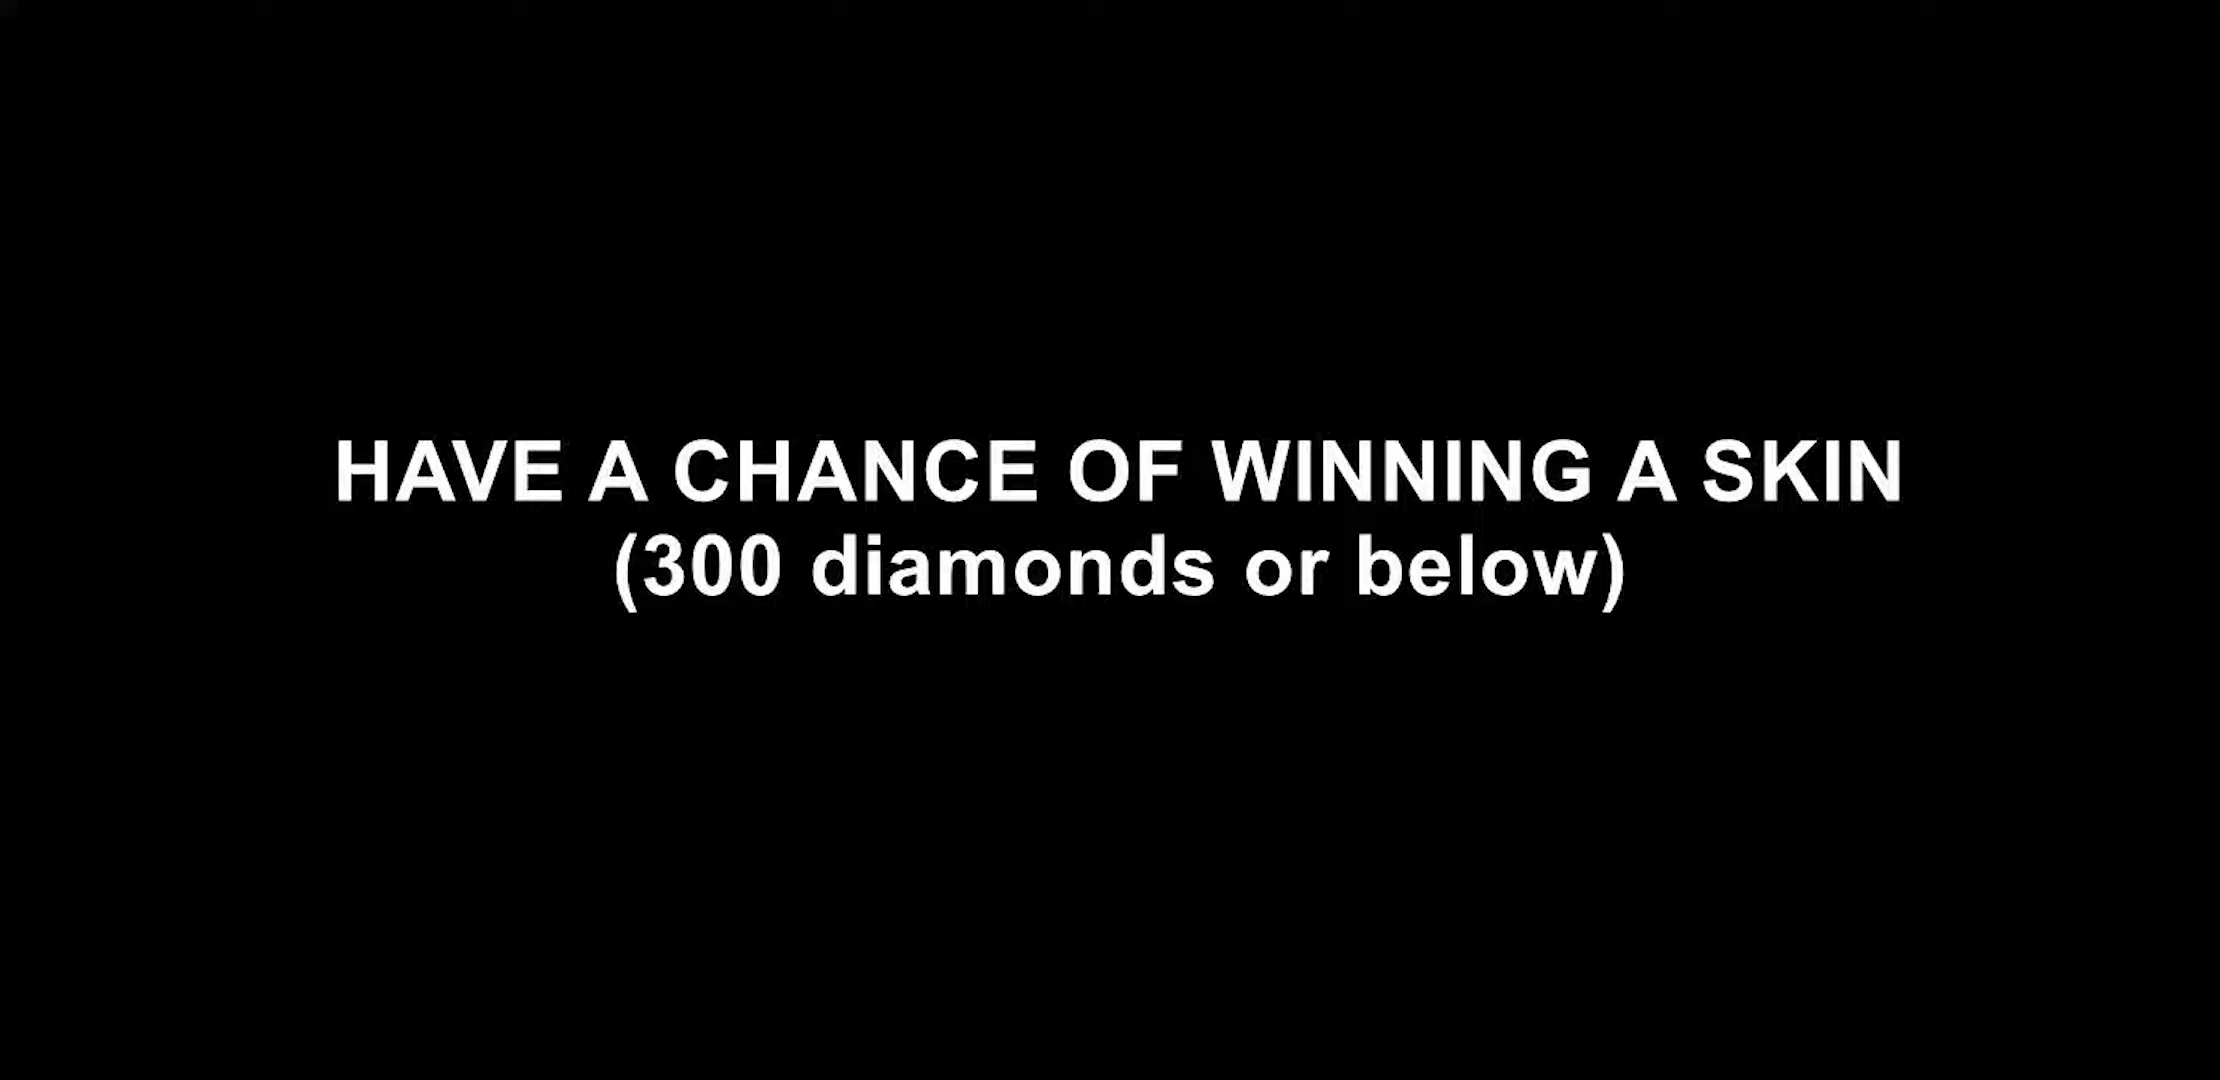 HAVE A CHANCE OF WINNING A SKIN
(300 diamonds or below)